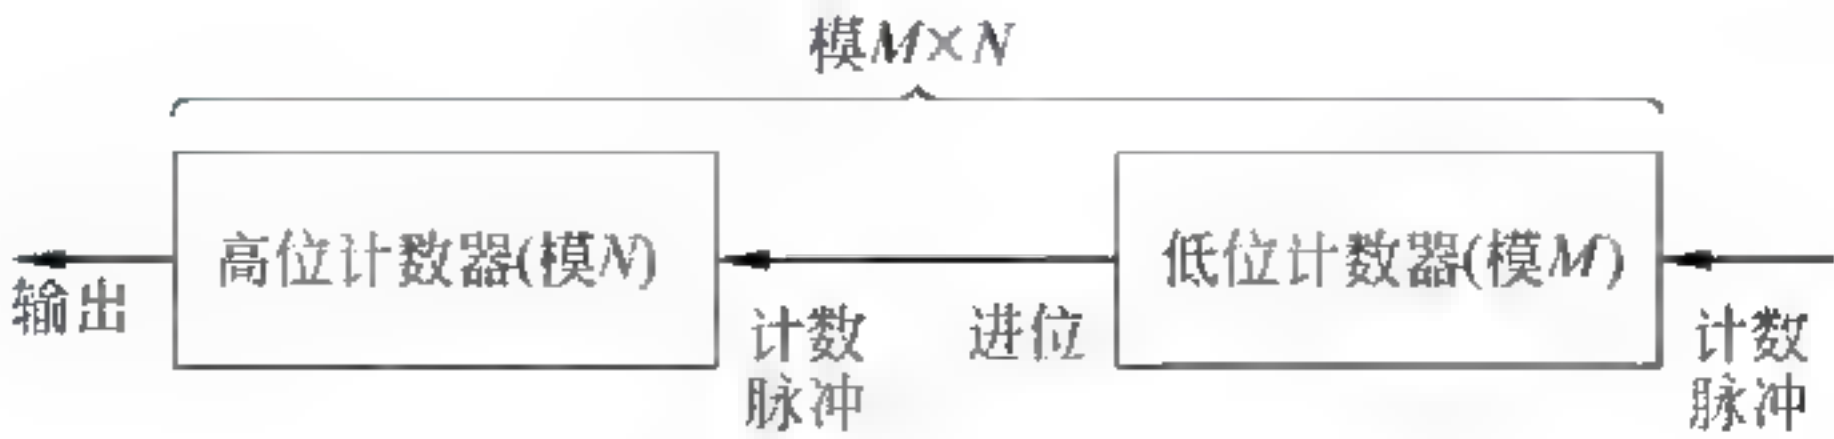 模M×N
高位计数器(模N)
低位计数器(模M)
输出
计数
脉冲
进位
计数
脉冲